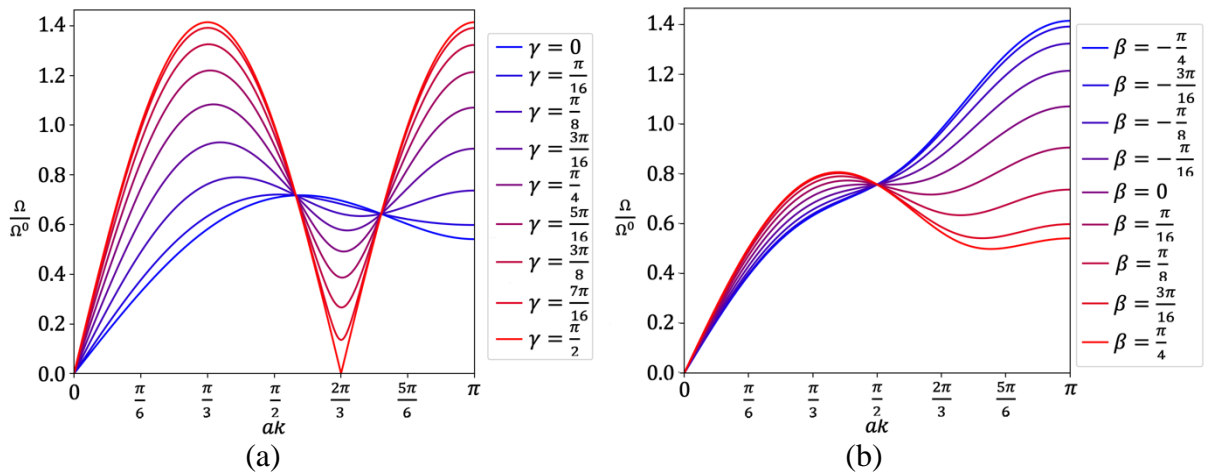 1.4
1.2
1.0
0.8
0.6
0.4
0.2
0.0
Ω/Ω⁰
0 π/6 π/3 π/2 2π/3 5π/6 π
ak
γ = 0
γ = π/16
γ = π/8
γ = 3π/16
γ = π/4
γ = 5π/16
γ = 3π/8
γ = 7π/16
γ = π/2
(a)
1.4
1.2
1.0
0.8
0.6
0.4
0.2
0.0
Ω/Ω⁰
0 π/6 π/3 π/2 2π/3 5π/6 π
ak
β = −π/4
β = −3π/16
β = −π/8
β = −π/16
β = 0
β = π/16
β = π/8
β = 3π/16
β = π/4
(b)